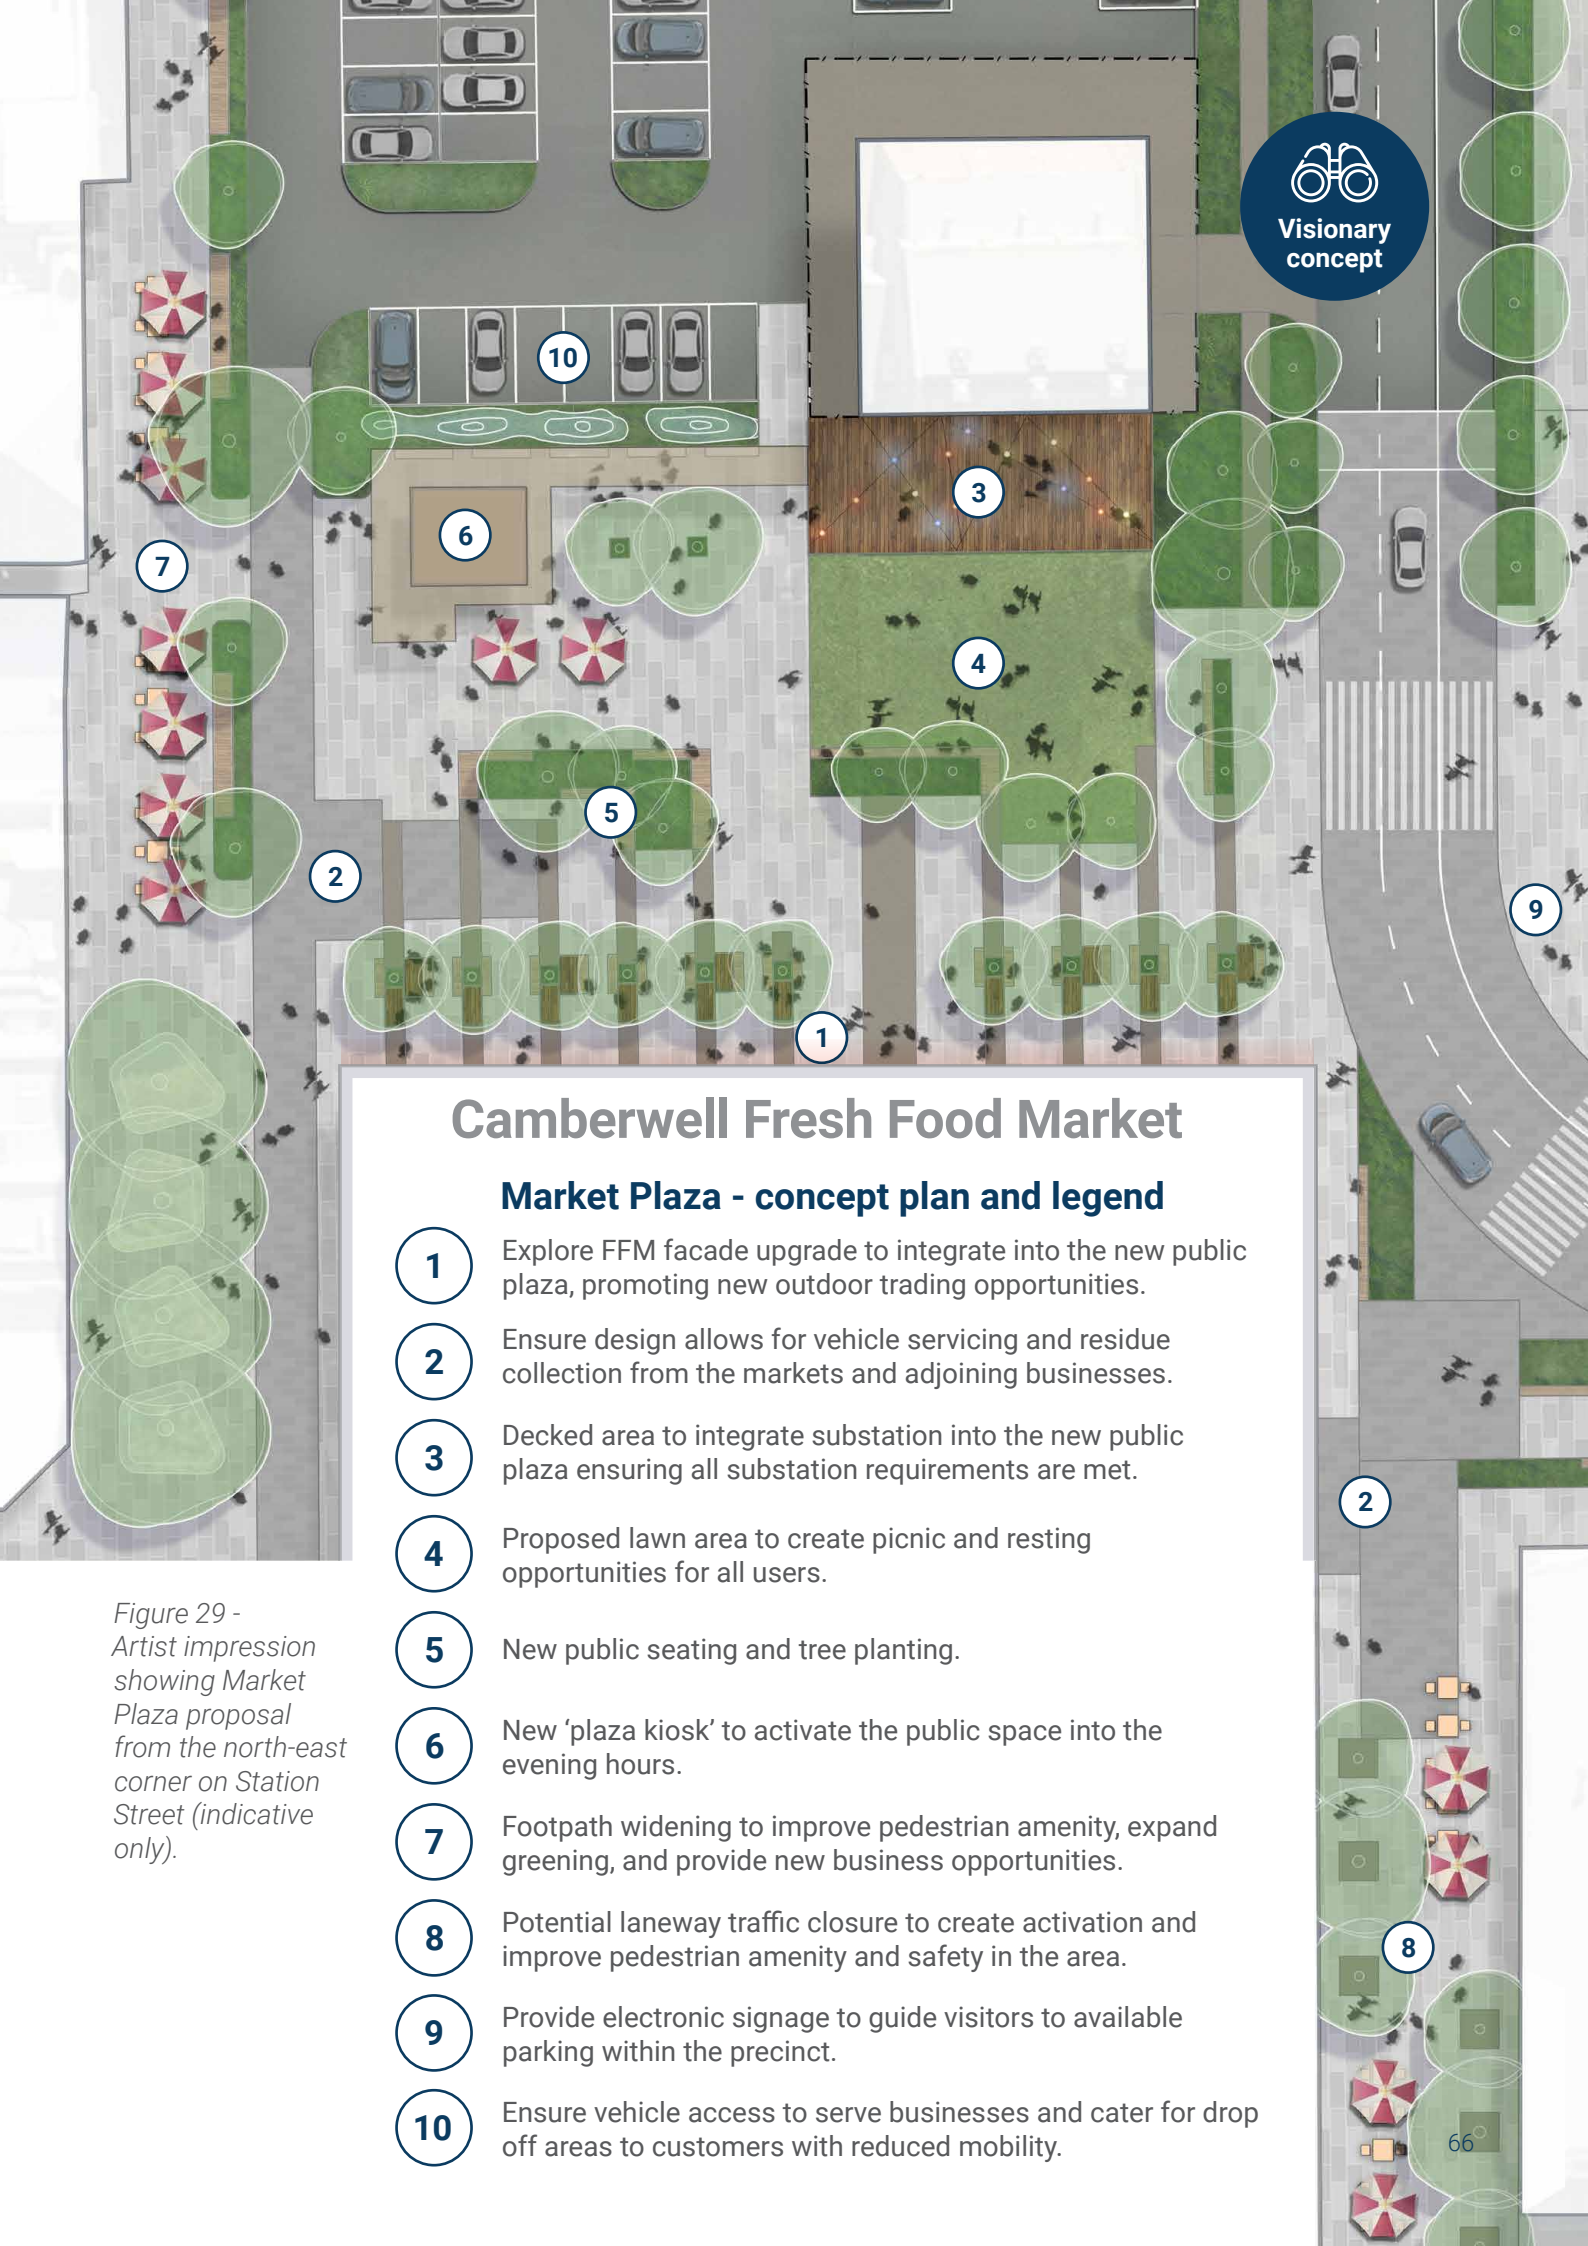 Visionary
concept
10
3
6
7
4
5
2
9
1
Camberwell Fresh Food Market
Market Plaza - concept plan and legend
1
Explore FFM facade upgrade to integrate into the new public
plaza, promoting new outdoor trading opportunities.
2
Ensure design allows for vehicle servicing and residue
collection from the markets and adjoining businesses.
3
Decked area to integrate substation into the new public
plaza ensuring all substation requirements are met.
4
Proposed lawn area to create picnic and resting
opportunities for all users.
5
New public seating and tree planting.
6
New ‘plaza kiosk’ to activate the public space into the
evening hours.
7
Footpath widening to improve pedestrian amenity, expand
greening, and provide new business opportunities.
8
Potential laneway traffic closure to create activation and
improve pedestrian amenity and safety in the area.
9
Provide electronic signage to guide visitors to available
parking within the precinct.
10
Ensure vehicle access to serve businesses and cater for drop
off areas to customers with reduced mobility.
2
8
Figure 29 -
Artist impression
showing Market
Plaza proposal
from the north-east
corner on Station
Street (indicative
only).
66